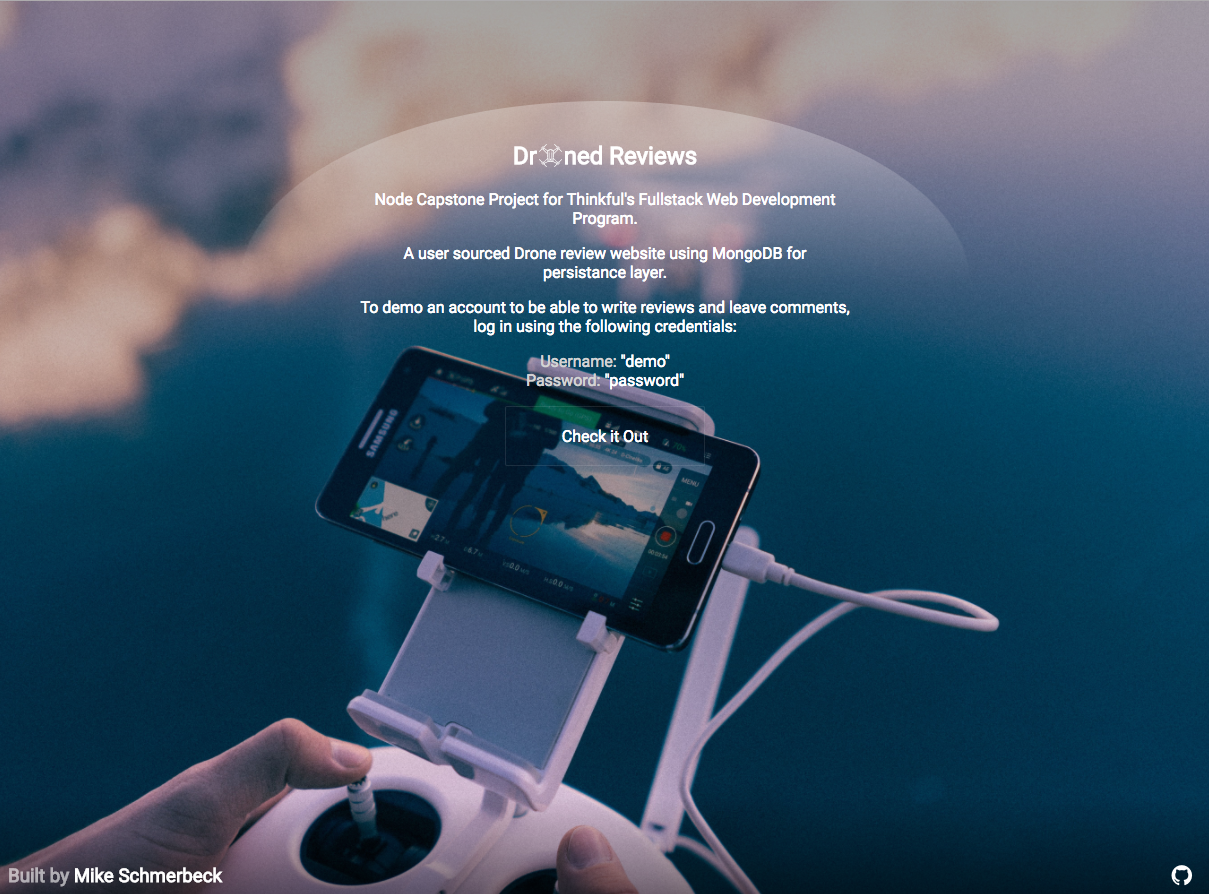 Droned Reviews
Node Capstone Project for Thinkful's Fullstack Web Development
Program.
A user sourced Drone review website using MongoDB for
persistance layer.
To demo an account to be able to write reviews and leave comments,
log in using the following credentials:
Username: "demo"
Password: "password"
Check it Out
SAMSUNG
MENU
Built by Mike Schmerbeck